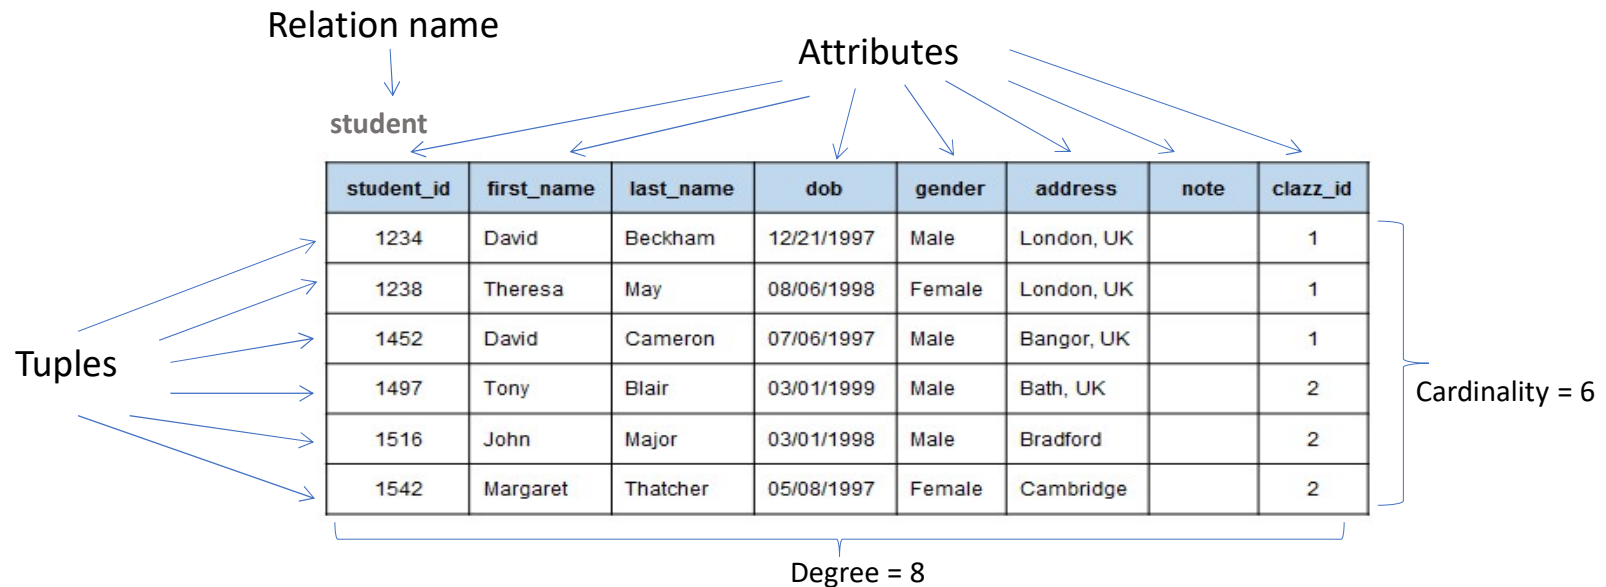 Relation name
Attributes
student
student_id first_name last_name dob gender address note clazz_id
1234 David Beckham 12/21/1997 Male London, UK 1
1238 Theresa May 08/06/1998 Female London, UK 1
1452 David Cameron 07/06/1997 Male Bangor, UK 1
Tuples
1497 Tony Blair 03/01/1999 Male Bath, UK 2
Cardinality = 6
1516 John Major 03/01/1998 Male Bradford 2
1542 Margaret Thatcher 05/08/1997 Female Cambridge 2
Degree = 8